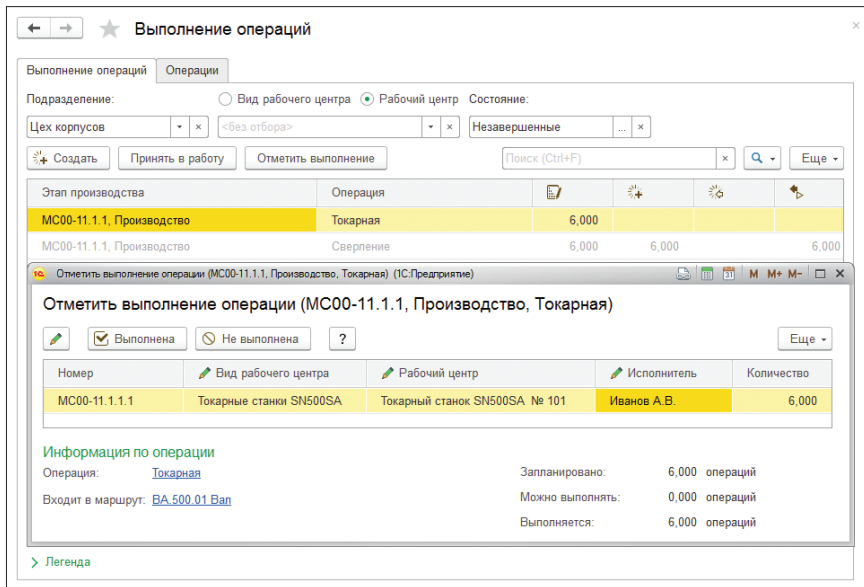 Выполнение операций
Выполнение операций Операции
Подразделение: Вид рабочего центра Рабочий центр Состояние:
Цех корпусов <без отбора> Незавершенные ...
Создать Принять в работу Отметить выполнение Поиск (Ctrl+F) Еще
Этап производства Операция
МС00-11.1.1, Производство Токарная 6,000
МС00-11.1.1, Производство Сверление 6,000 6,000 6,000
1С Отметить выполнение операции (МС00-11.1.1, Производство, Токарная) (1С:Предприятие) 31 M M+ M-
Отметить выполнение операции (МС00-11.1.1, Производство, Токарная)
Выполнена Не выполнена ? Еще
Номер Вид рабочего центра Рабочий центр Исполнитель Количество
МС00-11.1.1.1 Токарные станки SN500SA Токарный станок SN500SA № 101 Иванов А.В. 6,000
Информация по операции
Операция: Токарная Запланировано: 6,000 операций
Входит в маршрут: ВА.500.01 Вал Можно выполнять: 0,000 операций
Выполняется: 6,000 операций
Легенда